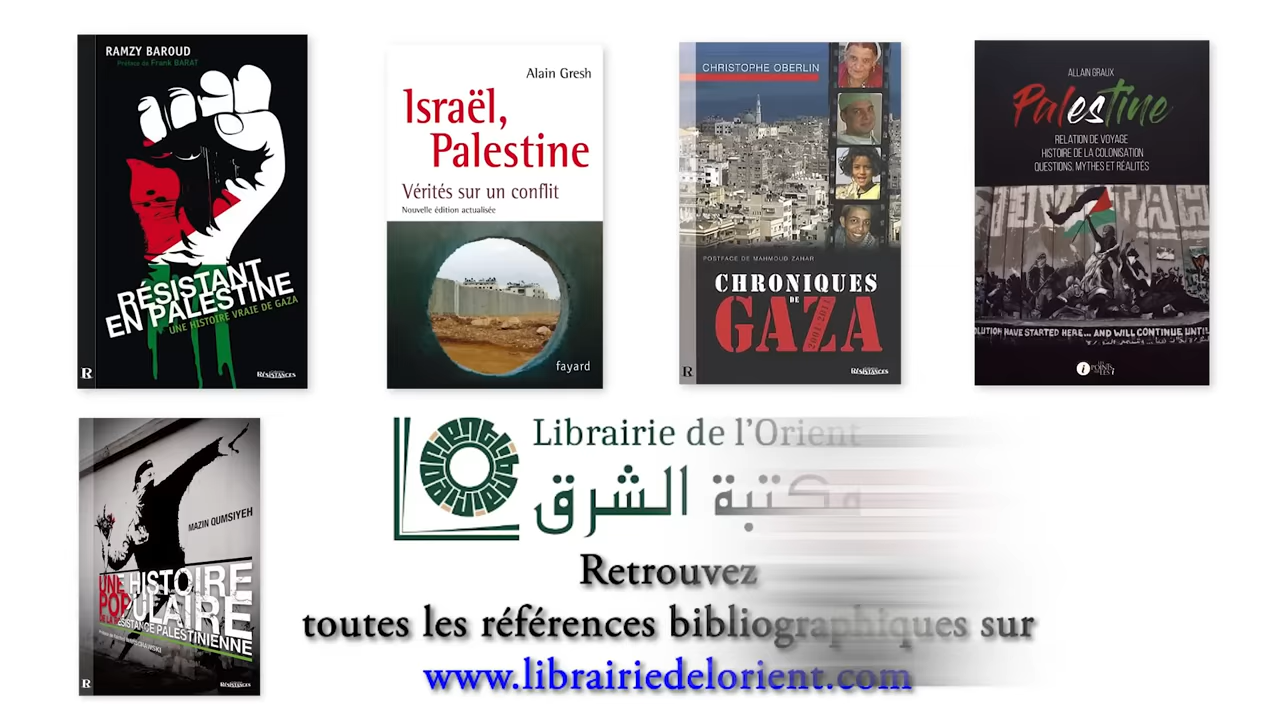 RAMZY BAROUD
Préface de Frank BARAT
RÉSISTANT
EN PALESTINE
UNE HISTOIRE VRAIE DE GAZA
R
RÉSISTANCES
Alain Gresh
Israël,
Palestine
Vérités sur un conflit
Nouvelle édition actualisée
fayard
CHRISTOPHE OBERLIN
POSTFACE DE MAHMOUD ZAHAR
CHRONIQUES
DE
GAZA
2001-2011
R
RÉSISTANCES
ALLAIN GRAUX
Palestine
RELATION DE VOYAGE
HISTOIRE DE LA COLONISATION
QUESTIONS, MYTHES ET RÉALITÉS
OLUTION HAVE STARTED HERE... AND WILL CONTINUE UNTIL
i
MAZIN QUMSIYEH
UNE HISTOIRE
POPULAIRE
RÉSISTANCE PALESTINIENNE
R
RÉSISTANCES
Librairie de l'Orient
مكتبة الشرق
Retrouvez
toutes les références bibliographiques sur
www.librairiedelorient.com